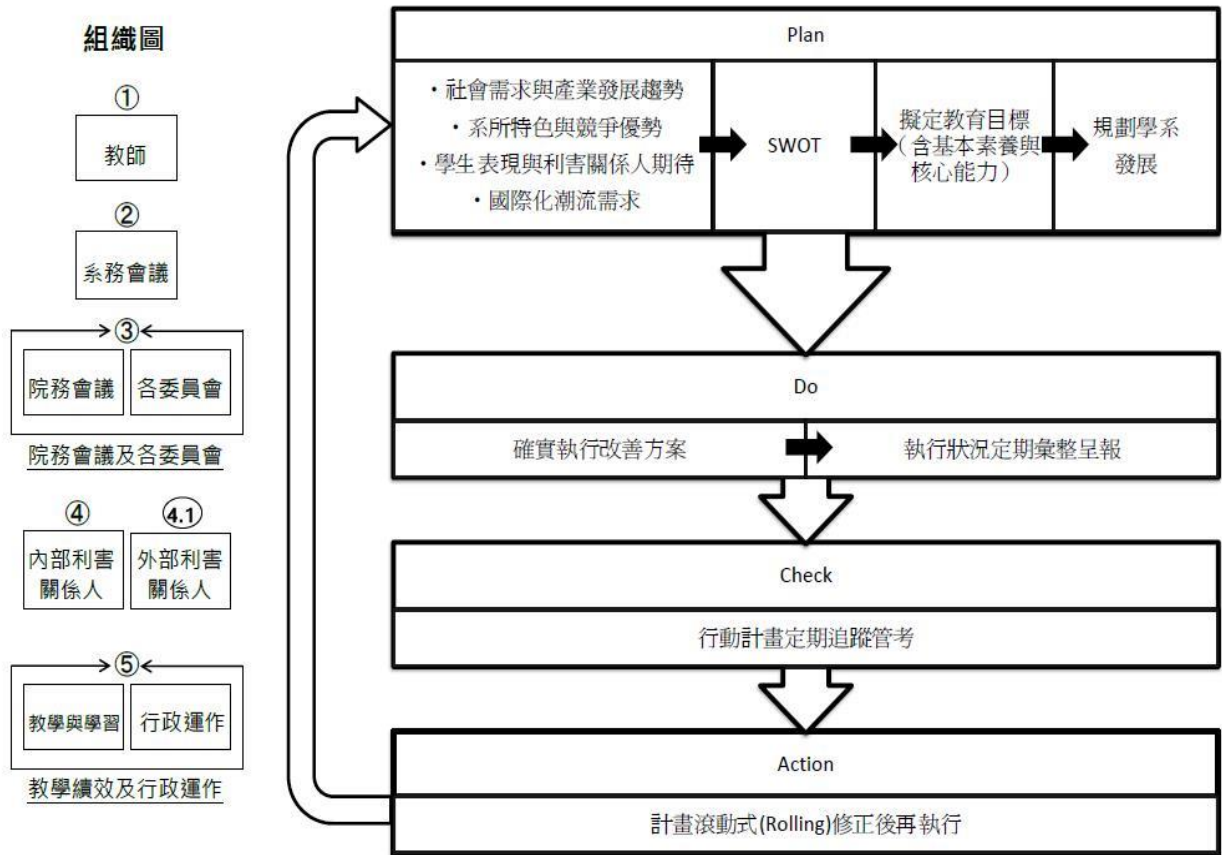 組織圖
①
教師
②
系務會議
③
院務會議
各委員會
院務會議及各委員會
④
內部利害
關係人
4.1
外部利害
關係人
⑤
教學與學習
行政運作
教學績效及行政運作
Plan
・社會需求與產業發展趨勢
・系所特色與競爭優勢
・學生表現與利害關係人期待
・國際化潮流需求
SWOT
擬定教育目標
（含基本素養與
核心能力）
規劃學系
發展
Do
確實執行改善方案
執行狀況定期彙整呈報
Check
行動計畫定期追蹤管考
Action
計畫滾動式(Rolling)修正後再執行